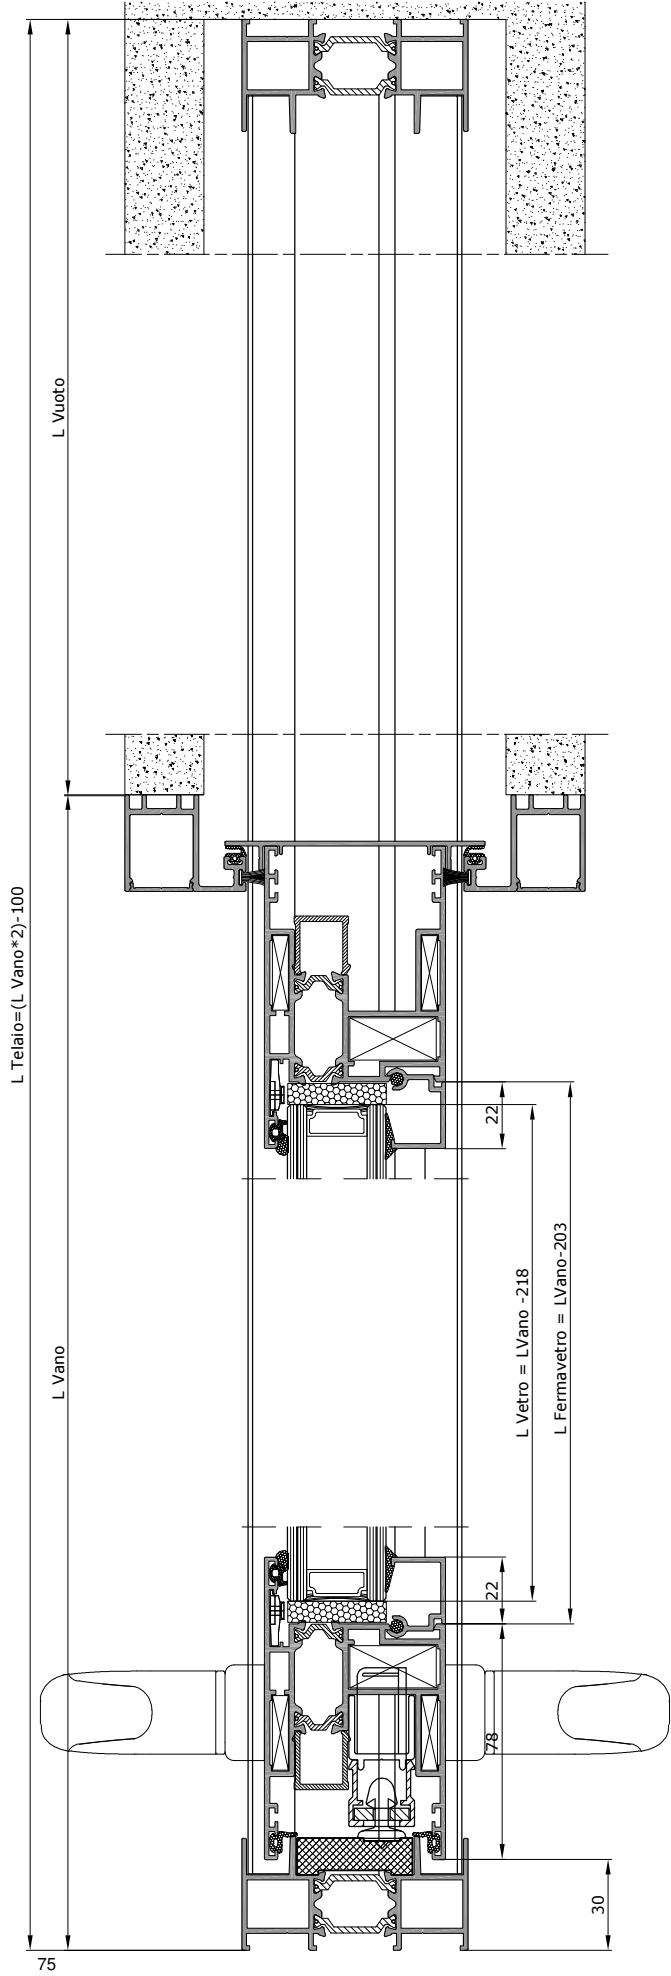 L Vuoto
L Telaio=(L Vano*2)-100
22
L Vetro = LVano -218
L Fermavetro = LVano-203
L Vano
22
78
30
75